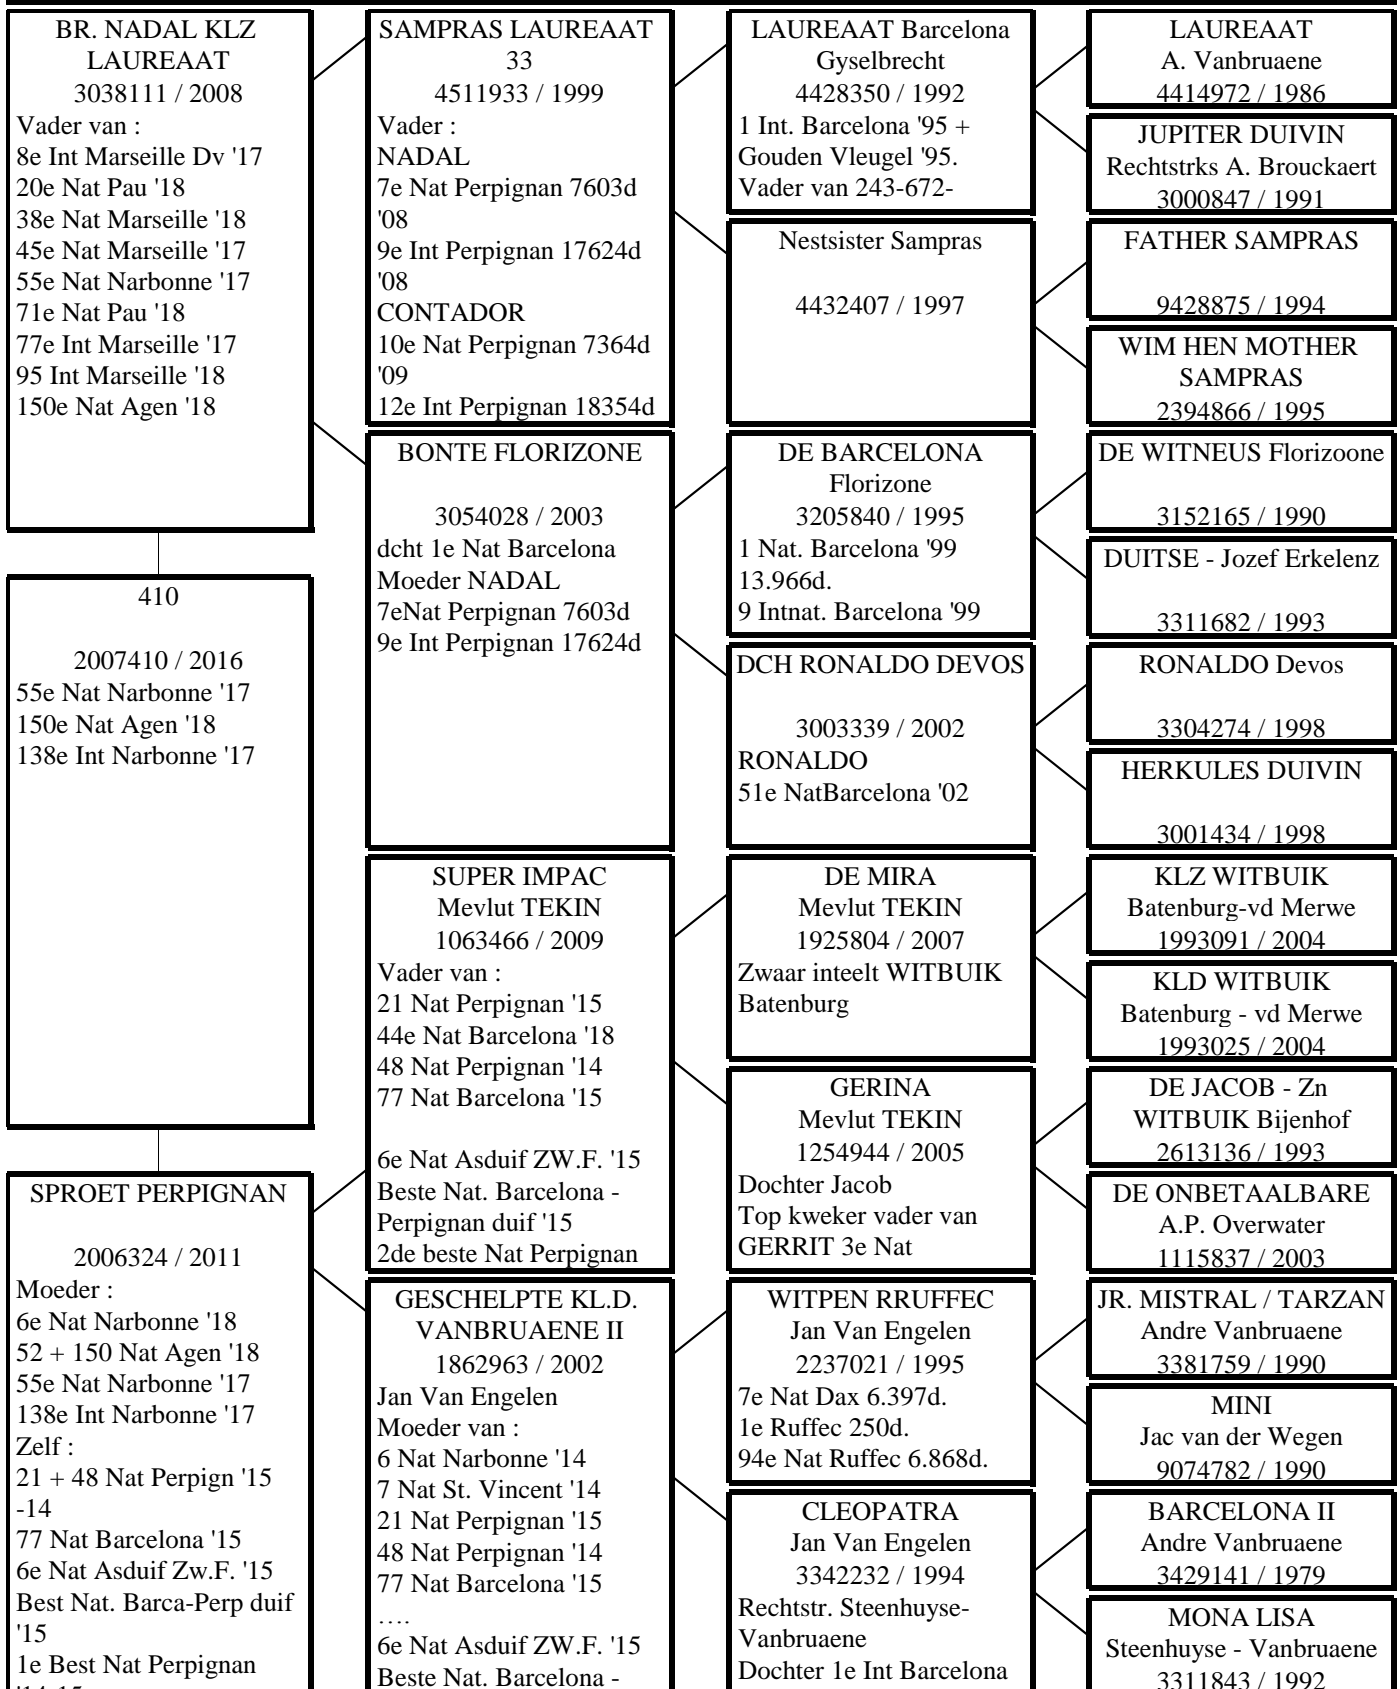 BR. NADAL KLZ
LAUREAAT
3038111 / 2008
Vader van :
8e Int Marseille Dv '17
20e Nat Pau '18
38e Nat Marseille '18
45e Nat Marseille '17
55e Nat Narbonne '17
71e Nat Pau '18
77e Int Marseille '17
95 Int Marseille '18
150e Nat Agen '18
410
2007410 / 2016
55e Nat Narbonne '17
150e Nat Agen '18
138e Int Narbonne '17
SPROET PERPIGNAN
2006324 / 2011
Moeder :
6e Nat Narbonne '18
52 + 150 Nat Agen '18
55e Nat Narbonne '17
138e Int Narbonne '17
Zelf :
21 + 48 Nat Perpign '15
-14
77 Nat Barcelona '15
6e Nat Asduif Zw.F. '15
Best Nat. Barca-Perp duif
'15
1e Best Nat Perpignan
SAMPRAS LAUREAAT
33
4511933 / 1999
Vader :
NADAL
7e Nat Perpignan 7603d
'08
9e Int Perpignan 17624d
'08
CONTADOR
10e Nat Perpignan 7364d
'09
12e Int Perpignan 18354d
BONTE FLORIZONE
3054028 / 2003
dcht 1e Nat Barcelona
Moeder NADAL
7eNat Perpignan 7603d
9e Int Perpignan 17624d
SUPER IMPAC
Mevlut TEKIN
1063466 / 2009
Vader van :
21 Nat Perpignan '15
44e Nat Barcelona '18
48 Nat Perpignan '14
77 Nat Barcelona '15
6e Nat Asduif ZW.F. '15
Beste Nat. Barcelona -
Perpignan duif '15
2de beste Nat Perpignan
GESCHELPTE KL.D.
VANBRUAENE II
1862963 / 2002
Jan Van Engelen
Moeder van :
6 Nat Narbonne '14
7 Nat St. Vincent '14
21 Nat Perpignan '15
48 Nat Perpignan '14
77 Nat Barcelona '15
....
6e Nat Asduif ZW.F. '15
Beste Nat. Barcelona -
LAUREAAT Barcelona
Gyselbrecht
4428350 / 1992
1 Int. Barcelona '95 +
Gouden Vleugel '95.
Vader van 243-672-
Nestsister Sampras
4432407 / 1997
DE BARCELONA
Florizone
3205840 / 1995
1 Nat. Barcelona '99
13.966d.
9 Intnat. Barcelona '99
DCH RONALDO DEVOS
3003339 / 2002
RONALDO
51e NatBarcelona '02
DE MIRA
Mevlut TEKIN
1925804 / 2007
Zwaar inteelt WITBUIK
Batenburg
GERINA
Mevlut TEKIN
1254944 / 2005
Dochter Jacob
Top kweker vader van
GERRIT 3e Nat
WITPEN RRUFFEC
Jan Van Engelen
2237021 / 1995
7e Nat Dax 6.397d.
1e Ruffec 250d.
94e Nat Ruffec 6.868d.
CLEOPATRA
Jan Van Engelen
3342232 / 1994
Rechtstr. Steenhuyse-
Vanbruaene
Dochter 1e Int Barcelona
LAUREAAT
A. Vanbruaene
4414972 / 1986
JUPITER DUIVIN
Rechtstrks A. Brouckaert
3000847 / 1991
FATHER SAMPRAS
9428875 / 1994
WIM HEN MOTHER
SAMPRAS
2394866 / 1995
DE WITNEUS Florizoone
3152165 / 1990
DUITSE - Jozef Erkelenz
3311682 / 1993
RONALDO Devos
3304274 / 1998
HERKULES DUIVIN
3001434 / 1998
KLZ WITBUIK
Batenburg-vd Merwe
1993091 / 2004
KLD WITBUIK
Batenburg - vd Merwe
1993025 / 2004
DE JACOB - Zn
WITBUIK Bijenhof
2613136 / 1993
DE ONBETAALBARE
A.P. Overwater
1115837 / 2003
JR. MISTRAL / TARZAN
Andre Vanbruaene
3381759 / 1990
MINI
Jac van der Wegen
9074782 / 1990
BARCELONA II
Andre Vanbruaene
3429141 / 1979
MONA LISA
Steenhuyse - Vanbruaene
3311843 / 1992